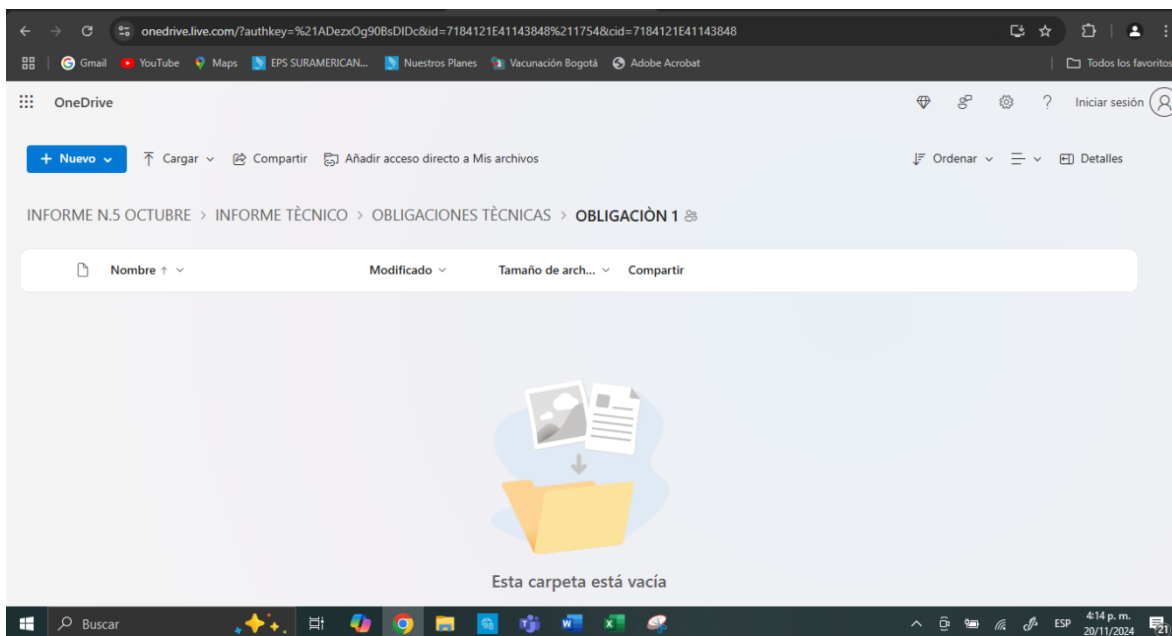 onedrive.live.com/?authkey=%21ADezxOg90BsDIDc&id=7184121E41143848%211754&cid=7184121E41143848
Gmail YouTube Maps EPS SURAMERICAN... Nuestros Planes Vacunación Bogotá Adobe Acrobat Todos los favoritos
OneDrive ? Iniciar sesión
+ Nuevo Cargar Compartir Añadir acceso directo a Mis archivos Ordenar Detalles
INFORME N.5 OCTUBRE > INFORME TÈCNICO > OBLIGACIONES TÈCNICAS > OBLIGACIÒN 1
Nombre ↑ Modificado Tamaño de arch... Compartir
Esta carpeta está vacía
Buscar ESP 4:14 p. m.
20/11/2024 21